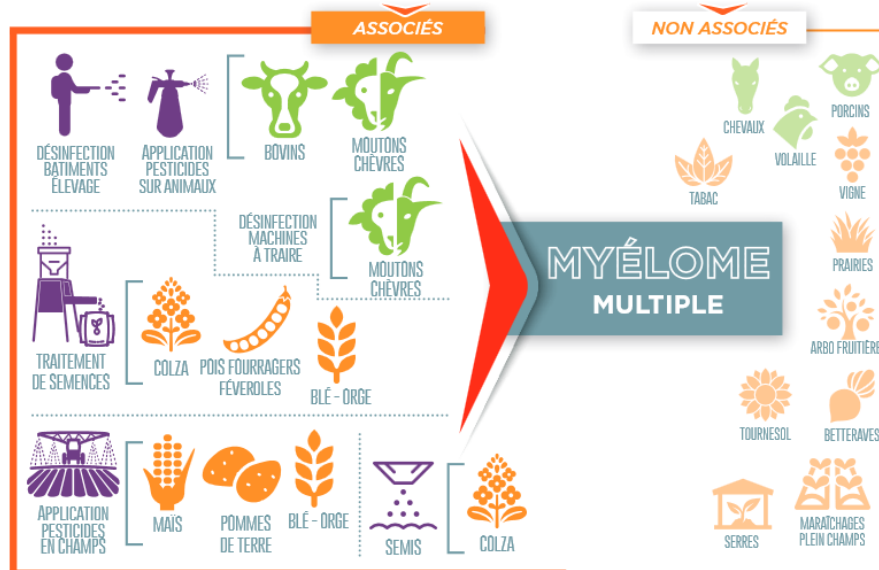 ASSOCIÉS
NON ASSOCIÉS
DÉSINFECTION
BATIMENTS
ÉLEVAGE
APPLICATION
PESTICIDES
SUR ANIMAUX
BOVINS
MOUTONS
CHÈVRES
DÉSINFECTION
MACHINES
À TRAIRE
MOUTONS
CHÈVRES
TRAITEMENT
DE SEMENCES
COLZA
POIS FOURRAGERS
FÉVEROLES
BLÉ - ORGE
APPLICATION
PESTICIDES
EN CHAMPS
MAÏS
POMMES
DE TERRE
BLÉ - ORGE
SEMIS
COLZA
MYÉLOME
MULTIPLE
CHEVAUX
PORCINS
VOLAILLE
TABAC
VIGNE
PRAIRIES
ARBO FRUITIÈRE
TOURNESOL
BETTERAVES
SERRES
MARAÎCHAGES
PLEIN CHAMPS